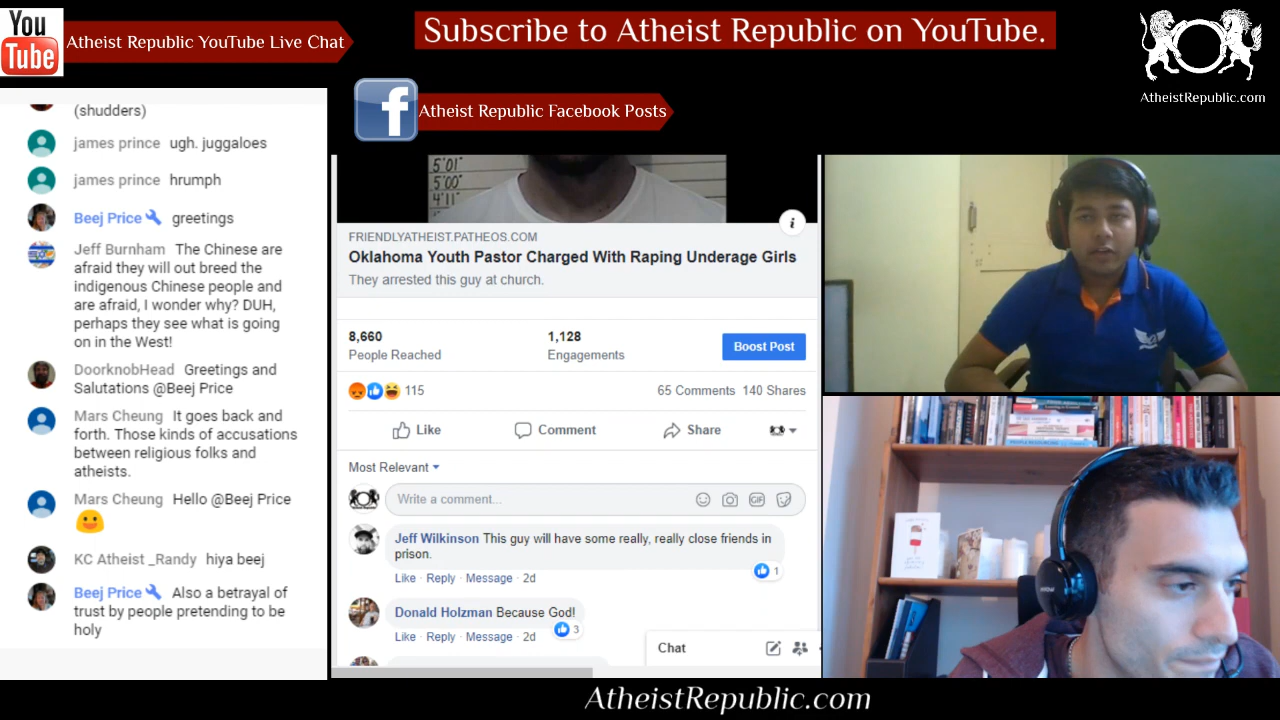 You
Tube
Atheist Republic YouTube Live Chat
Subscribe to Atheist Republic on YouTube.
AtheistRepublic.com
Atheist Republic Facebook Posts
(shudders)
james prince ugh. juggaloes
james prince hrumph
Beej Price greetings
Jeff Burnham The Chinese are
afraid they will out breed the
indigenous Chinese people and
are afraid, I wonder why? DUH,
perhaps they see what is going
on in the West!
DoorknobHead Greetings and
Salutations @Beej Price
Mars Cheung It goes back and
forth. Those kinds of accusations
between religious folks and
atheists.
Mars Cheung Hello @Beej Price
KC Atheist _Randy hiya beej
Beej Price Also a betrayal of
trust by people pretending to be
holy
5'01'
5'00'
4'11'
FRIENDLYATHEIST.PATHEOS.COM
Oklahoma Youth Pastor Charged With Raping Underage Girls
They arrested this guy at church.
8,660
People Reached
1,128
Engagements
Boost Post
115
65 Comments 140 Shares
Like
Comment
Share
Most Relevant
Write a comment...
GIF
Jeff Wilkinson This guy will have some really, really close friends in
prison.
1
Like · Reply · Message · 2d
Donald Holzman Because God!
3
Like · Reply · Message · 2d
Chat
AtheistRepublic.com